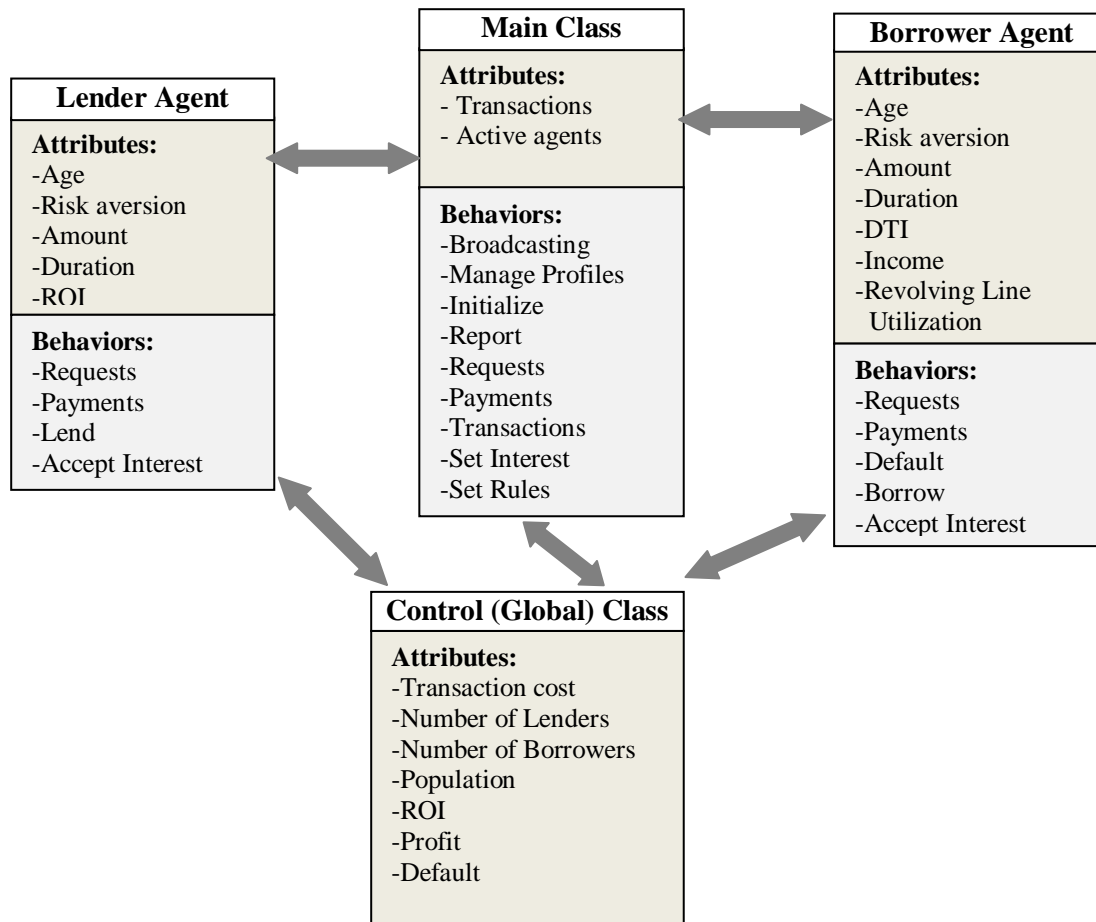 Lender Agent
Attributes:
-Age
-Risk aversion
-Amount
-Duration
-ROI
Behaviors:
-Requests
-Payments
-Lend
-Accept Interest
Main Class
Attributes:
- Transactions
- Active agents
Behaviors:
-Broadcasting
-Manage Profiles
-Initialize
-Report
-Requests
-Payments
-Transactions
-Set Interest
-Set Rules
Borrower Agent
Attributes:
-Age
-Risk aversion
-Amount
-Duration
-DTI
-Income
-Revolving Line
Utilization
Behaviors:
-Requests
-Payments
-Default
-Borrow
-Accept Interest
Control (Global) Class
Attributes:
-Transaction cost
-Number of Lenders
-Number of Borrowers
-Population
-ROI
-Profit
-Default